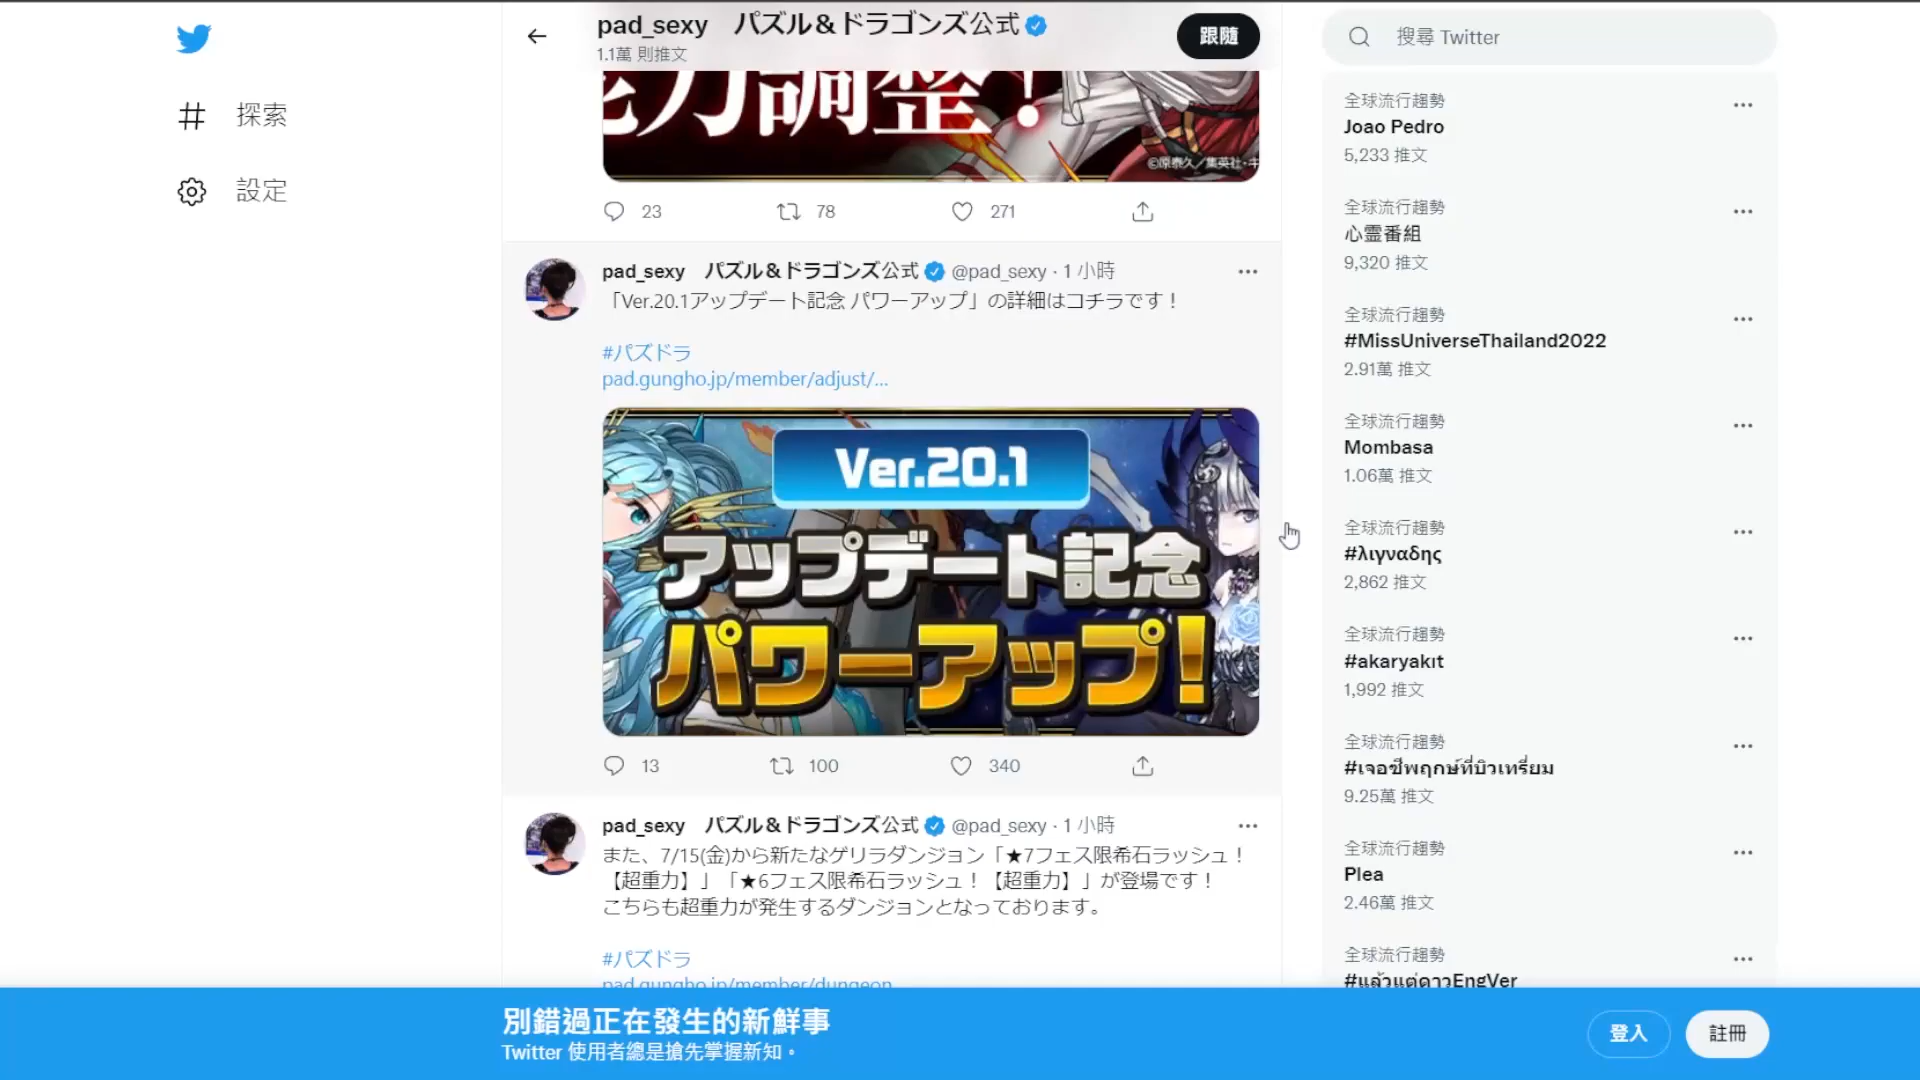 pad_sexy　パズル＆ドラゴンズ公式
1.1萬 則推文
跟隨
搜尋 Twitter
探索
設定
能力調整！
©原泰久／集英社・キ
23
78
271
pad_sexy　パズル＆ドラゴンズ公式 @pad_sexy · 1 小時
「Ver.20.1アップデート記念 パワーアップ」の詳細はコチラです！
#パズドラ
pad.gungho.jp/member/adjust/...
Ver.20.1
アップデート記念
パワーアップ！
13
100
340
pad_sexy　パズル＆ドラゴンズ公式 @pad_sexy · 1 小時
また、7/15(金)から新たなゲリラダンジョン「★7フェス限希石ラッシュ！
【超重力】」「★6フェス限希石ラッシュ！【超重力】」が登場です！
こちらも超重力が発生するダンジョンとなっております。
#パズドラ
pad.gungho.jp/member/dungeon
全球流行趨勢
Joao Pedro
5,233 推文
全球流行趨勢
心霊番組
9,320 推文
全球流行趨勢
#MissUniverseThailand2022
2.91萬 推文
全球流行趨勢
Mombasa
1.06萬 推文
全球流行趨勢
#λιγναδης
2,862 推文
全球流行趨勢
#akaryakıt
1,992 推文
全球流行趨勢
#เจอชีพฤกษ์ที่บิวเทรี่ยม
9.25萬 推文
全球流行趨勢
Plea
2.46萬 推文
全球流行趨勢
#แล้วแต่ดาวEngVer
別錯過正在發生的新鮮事
Twitter 使用者總是搶先掌握新知。
登入
註冊